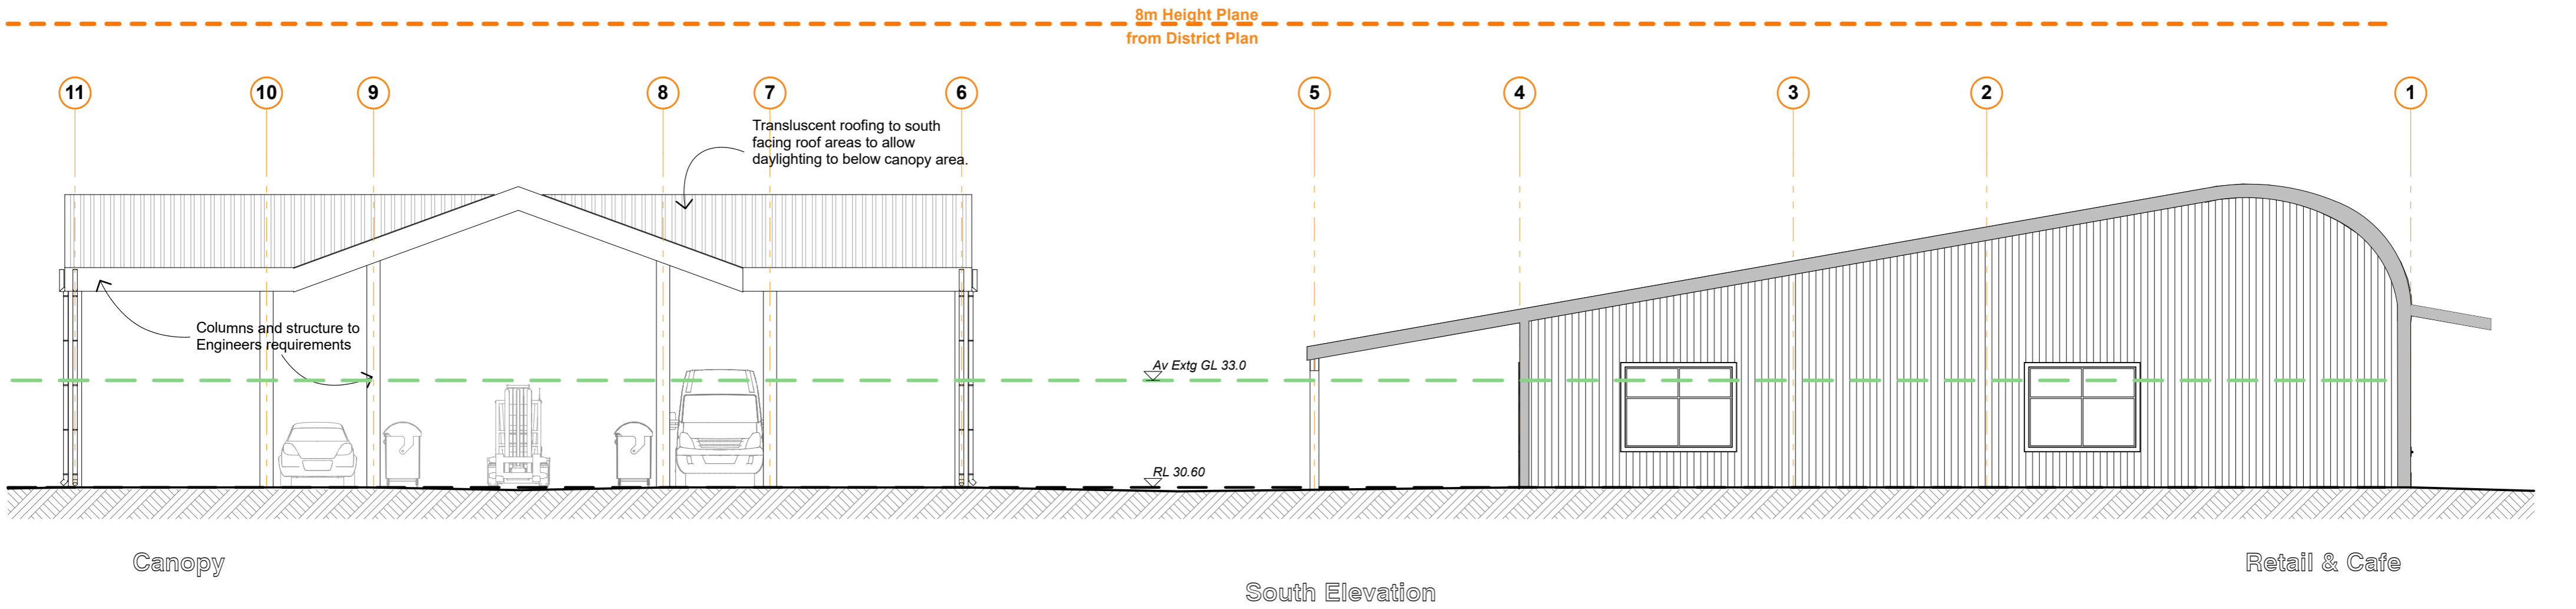 8m Height Plane
from District Plan
11 10 9 8 7 6 5 4 3 2 1
Transluscent roofing to south
facing roof areas to allow
daylighting to below canopy area.
Columns and structure to
Engineers requirements
Av Extg GL 33.0
RL 30.60
Canopy
Retail & Cafe
South Elevation